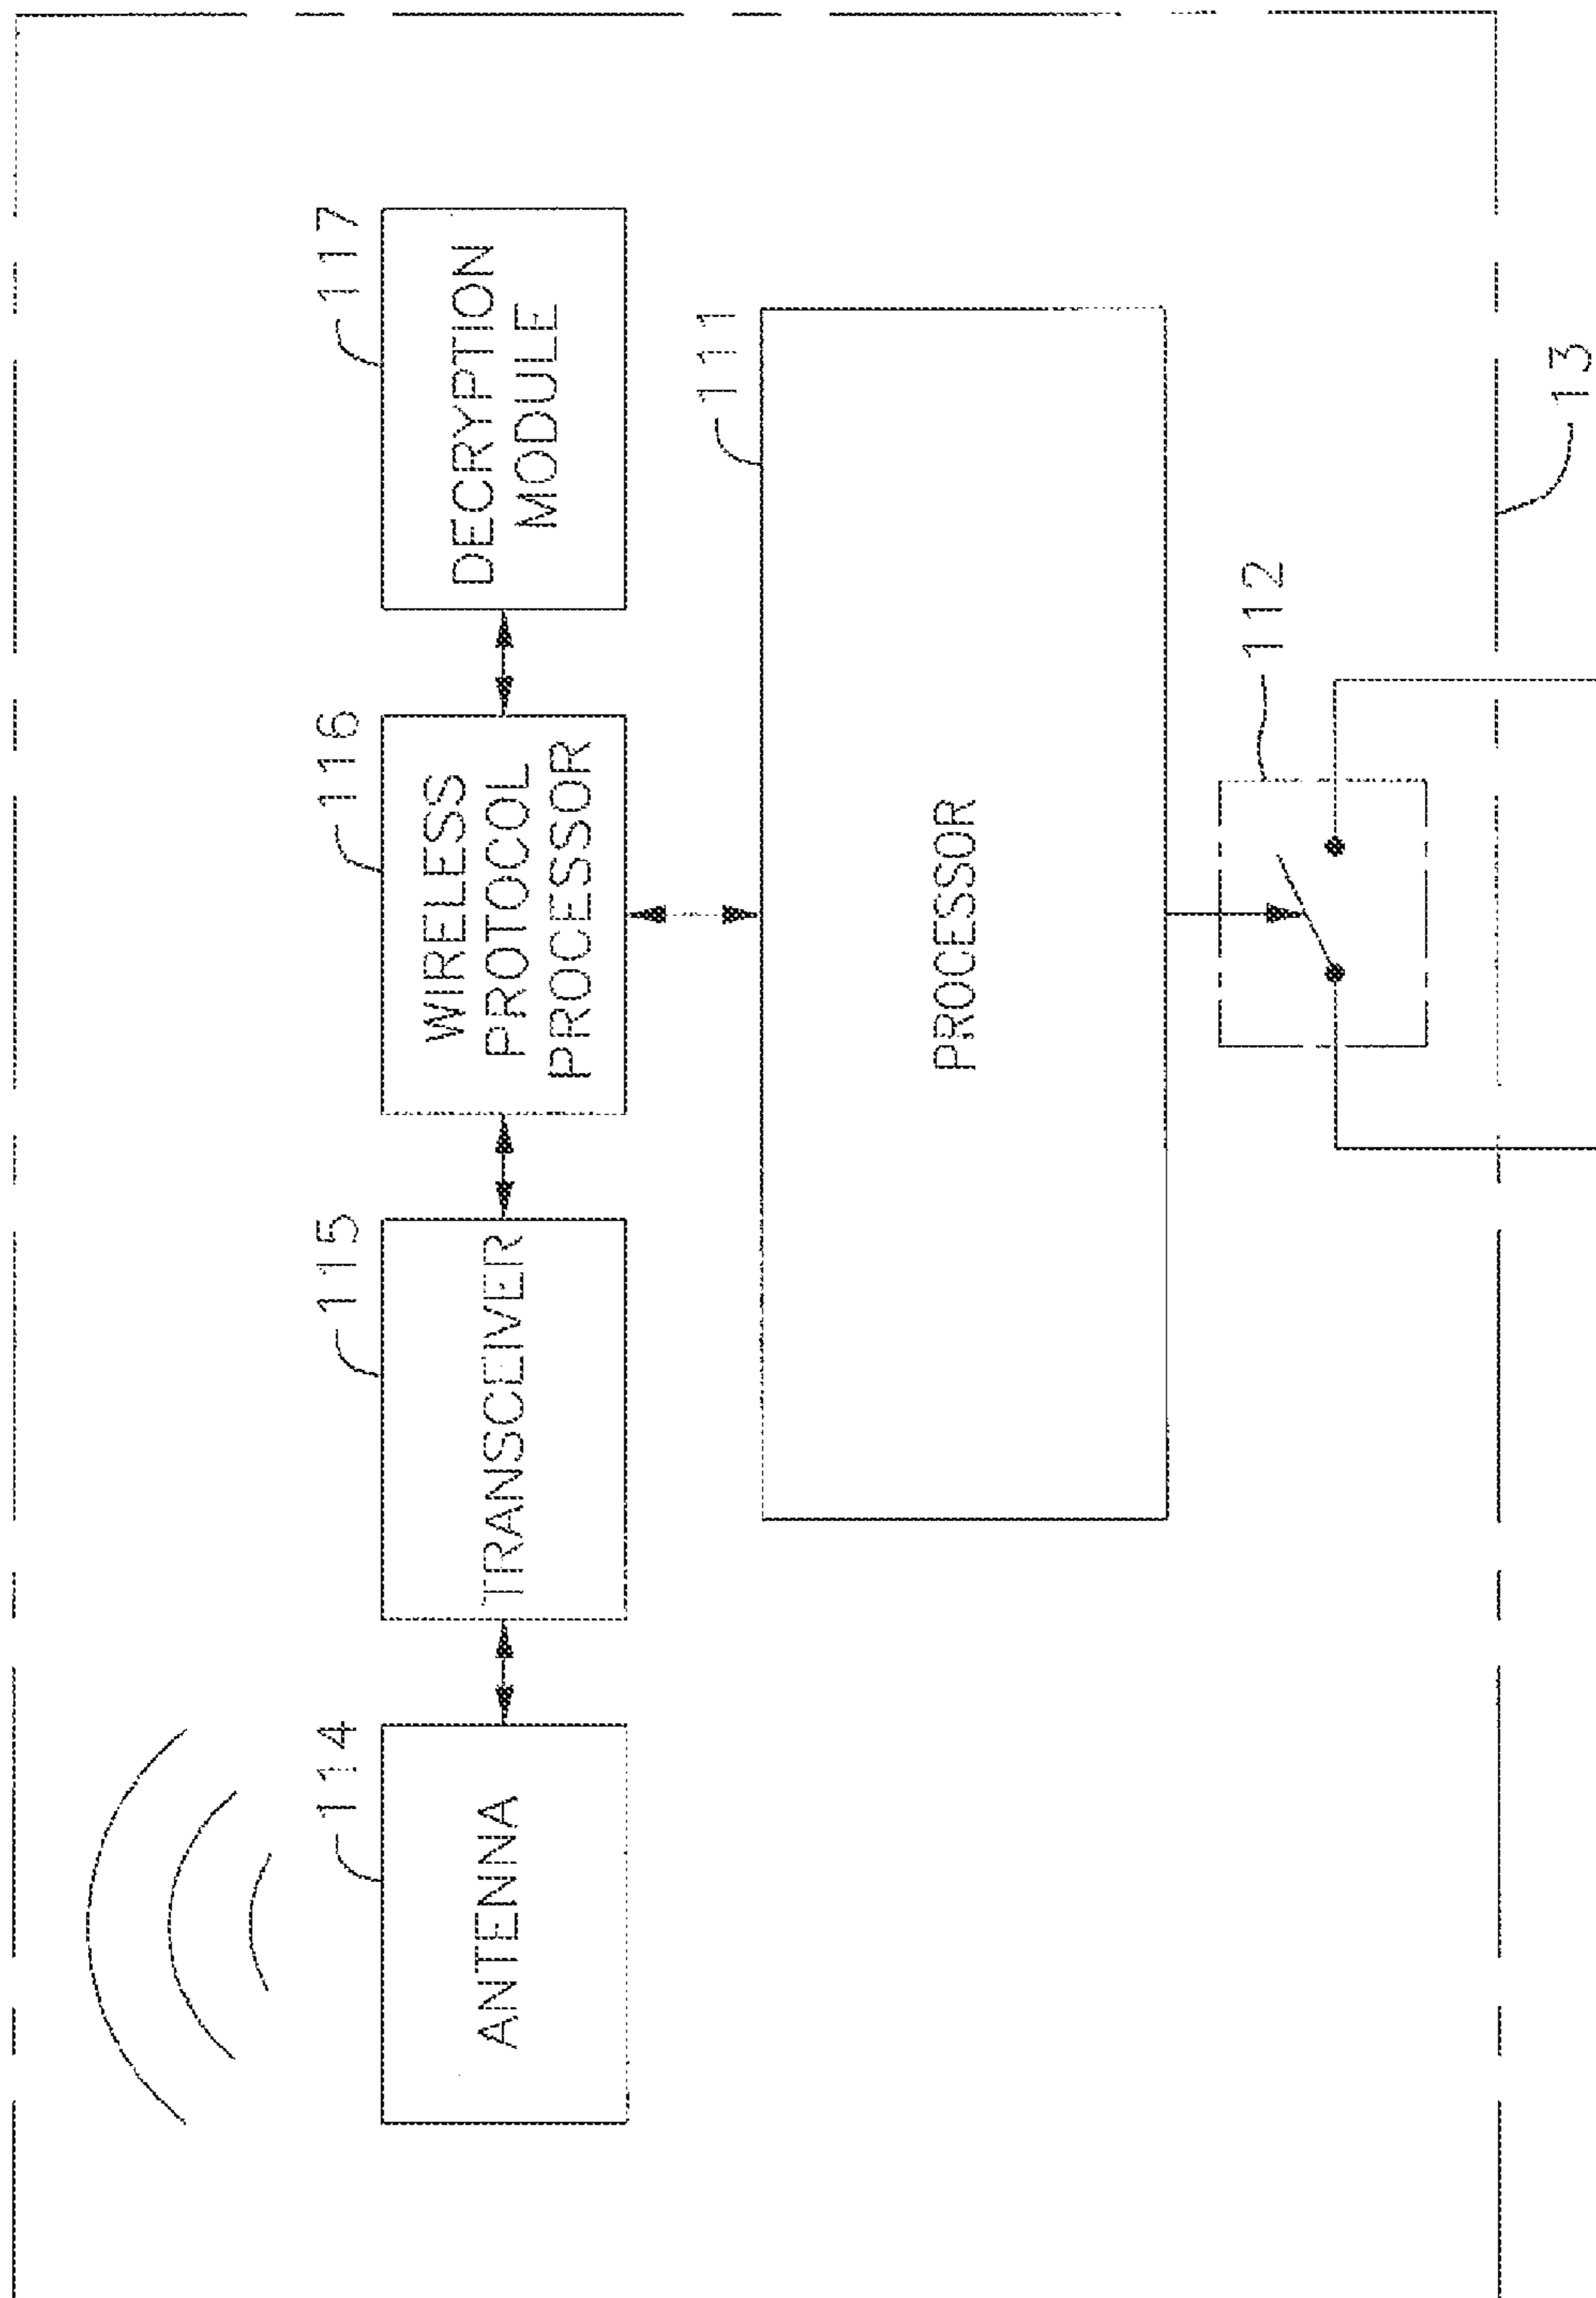 114
ANTENNA
115
TRANSCEIVER
116
WIRELESS
PROTOCOL
PROCESSOR
117
DECRYPTION
MODULE
111
PROCESSOR
112
13